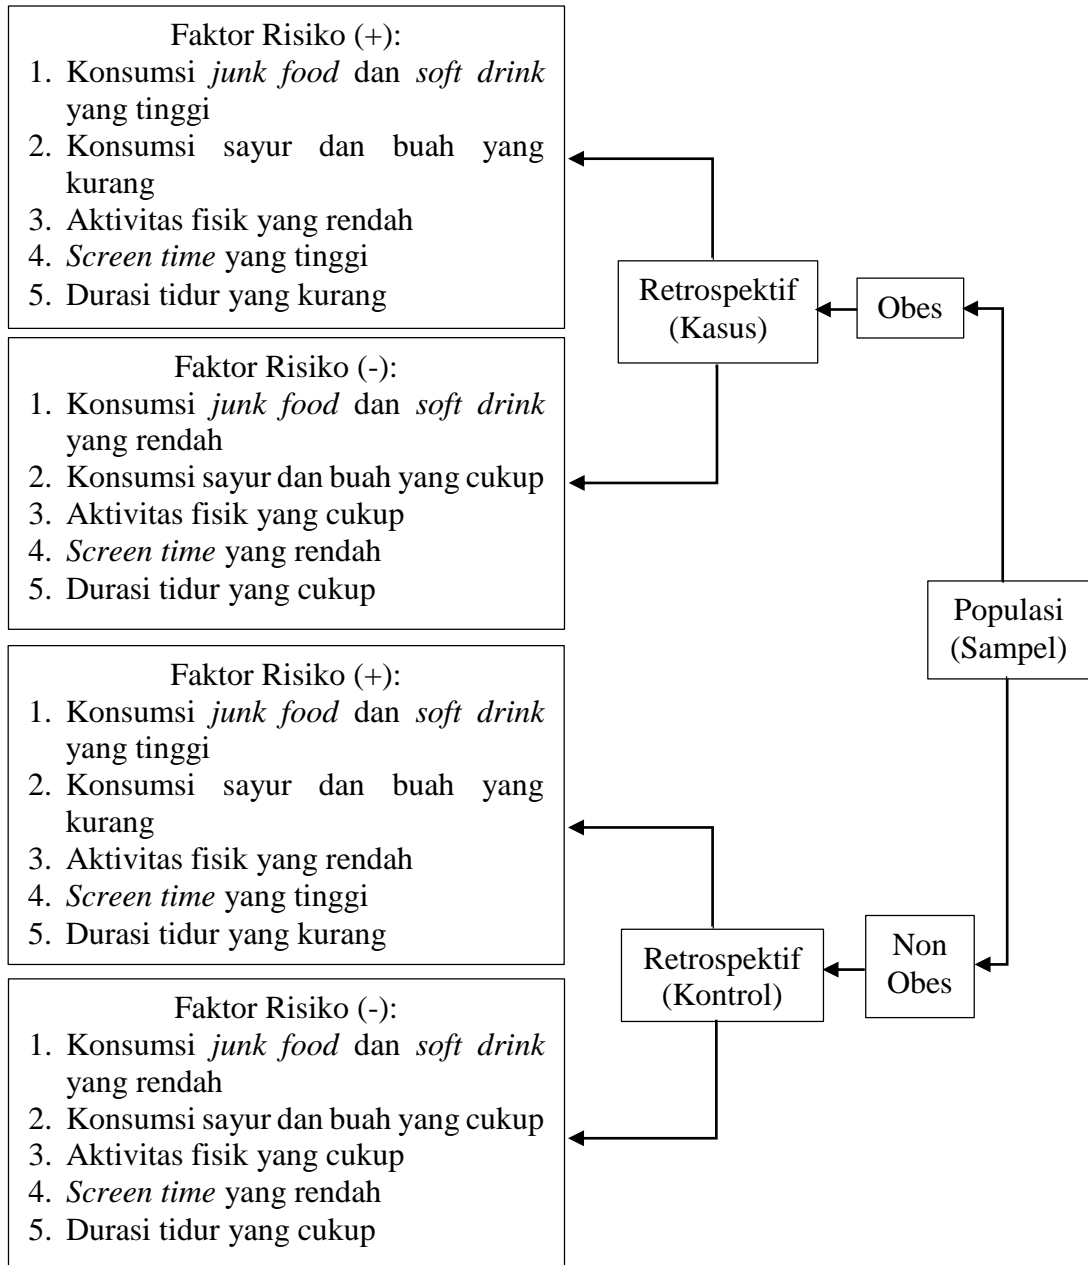 Faktor Risiko (+):
1. Konsumsi junk food dan soft drink
yang tinggi
2. Konsumsi sayur dan buah yang
kurang
3. Aktivitas fisik yang rendah
4. Screen time yang tinggi
5. Durasi tidur yang kurang
Faktor Risiko (-):
1. Konsumsi junk food dan soft drink
yang rendah
2. Konsumsi sayur dan buah yang cukup
3. Aktivitas fisik yang cukup
4. Screen time yang rendah
5. Durasi tidur yang cukup
Retrospektif
(Kasus)
Obes
Populasi
(Sampel)
Faktor Risiko (+):
1. Konsumsi junk food dan soft drink
yang tinggi
2. Konsumsi sayur dan buah yang
kurang
3. Aktivitas fisik yang rendah
4. Screen time yang tinggi
5. Durasi tidur yang kurang
Faktor Risiko (-):
1. Konsumsi junk food dan soft drink
yang rendah
2. Konsumsi sayur dan buah yang cukup
3. Aktivitas fisik yang cukup
4. Screen time yang rendah
5. Durasi tidur yang cukup
Retrospektif
(Kontrol)
Non
Obes